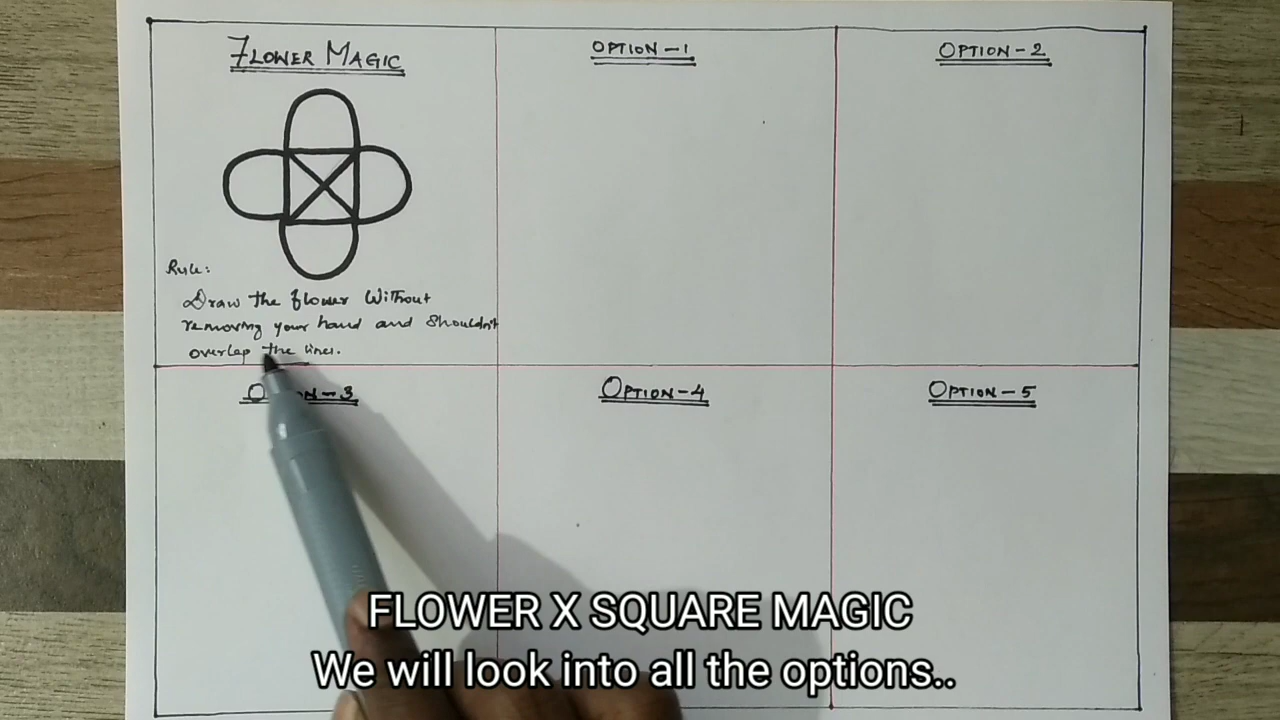 FLOWER MAGIC
OPTION-1
OPTION-2
Rule:
Draw the flower without
removing your hand and shouldn't
overlap the lines.
OPTION-4
OPTION-5
FLOWER X SQUARE MAGIC
We will look into all the options..